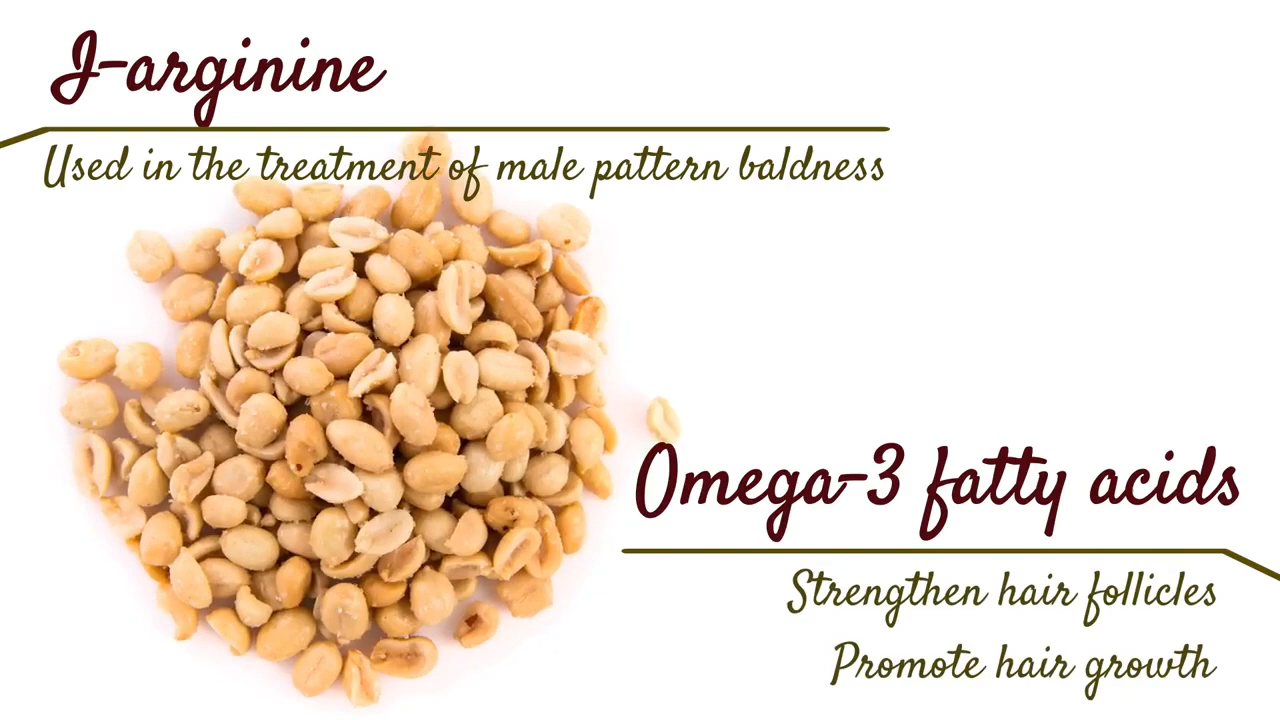 I-arginine
Used in the treatment of male pattern baldness
Omega-3 fatty acids
Strengthen hair follicles
Promote hair growth